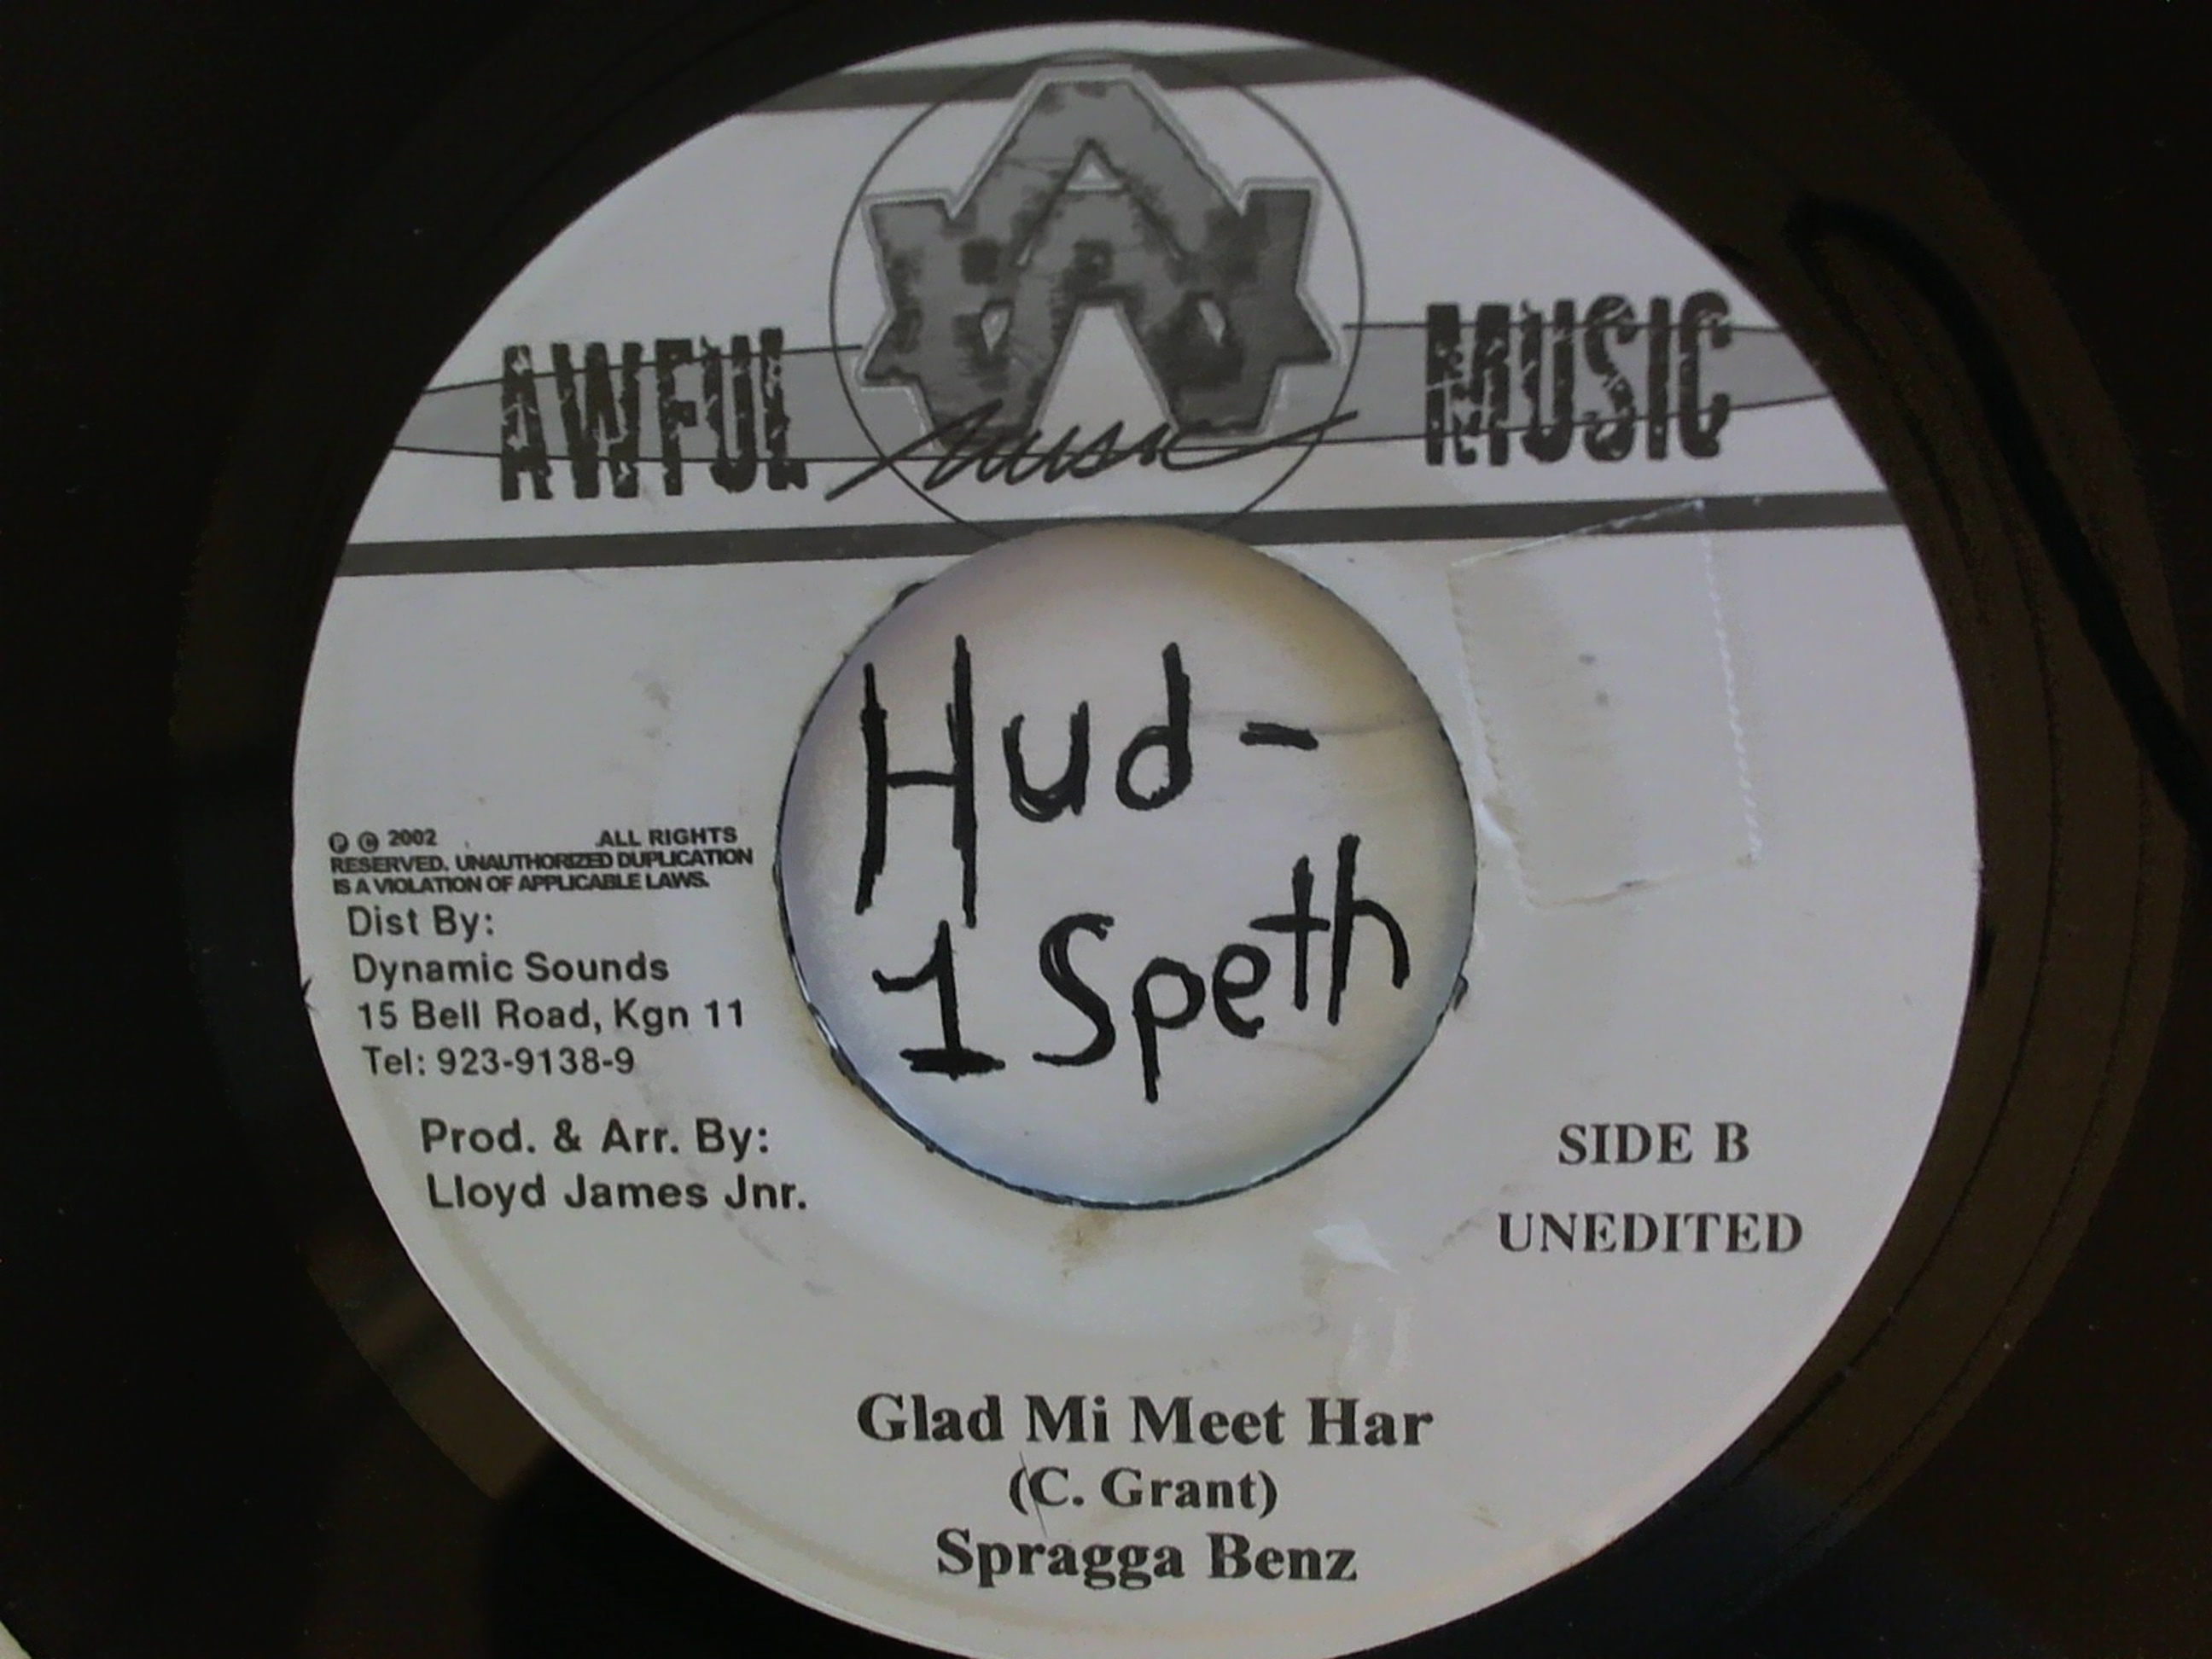 AWFUL Music MUSIC
Hud-
1 Speth
℗ © 2002 ALL RIGHTS
RESERVED. UNAUTHORIZED DUPLICATION
IS A VIOLATION OF APPLICABLE LAWS.
Dist By:
Dynamic Sounds
15 Bell Road, Kgn 11
Tel: 923-9138-9
Prod. & Arr. By:
Lloyd James Jnr.
SIDE B
UNEDITED
Glad Mi Meet Har
(C. Grant)
Spragga Benz